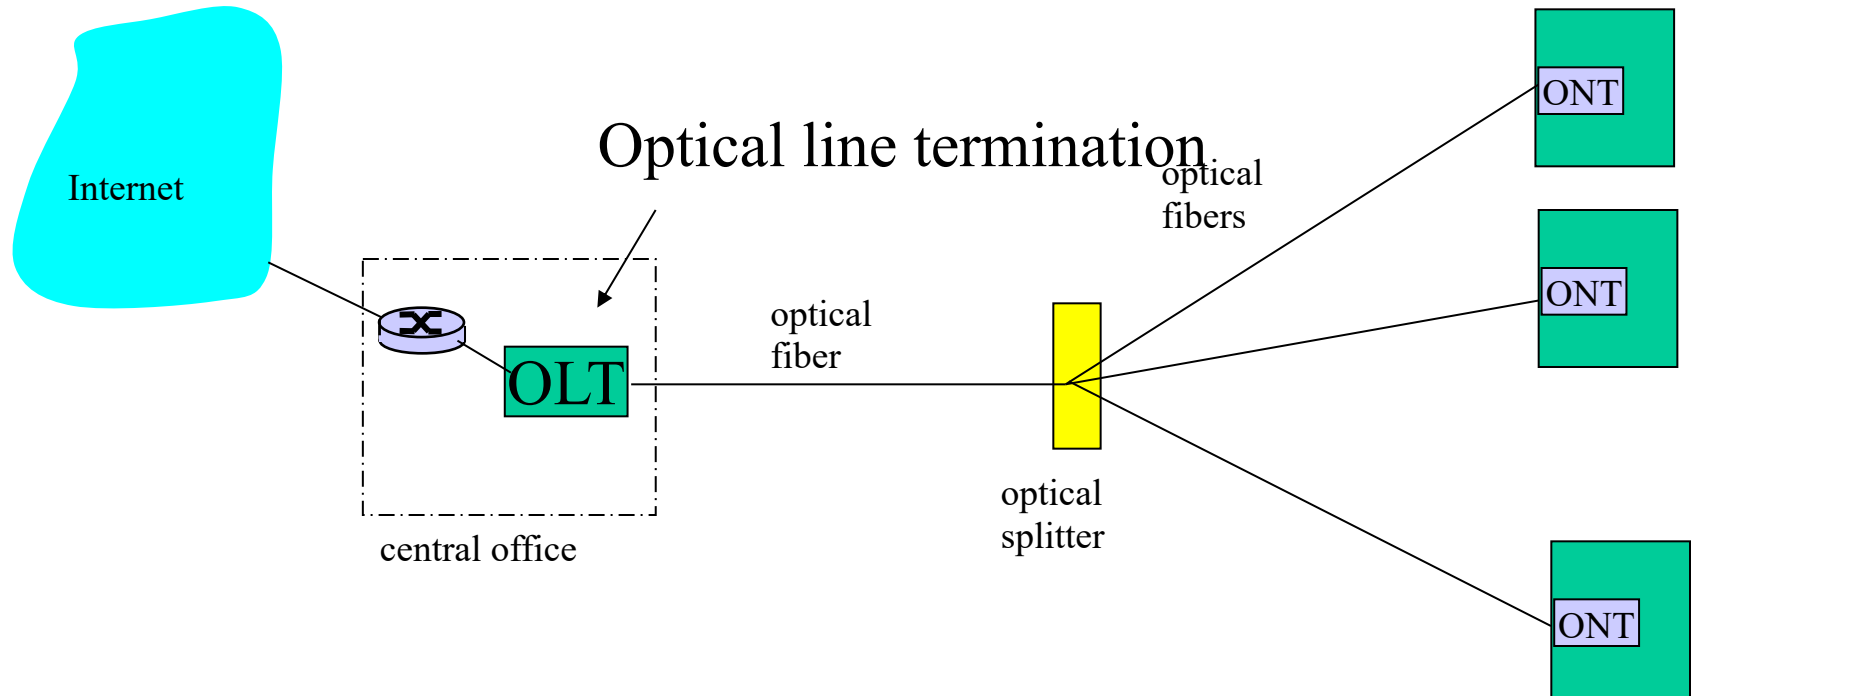 ONT
Optical line termination
optical
fibers
Internet
ONT
optical
fiber
OLT
optical
splitter
central office
ONT